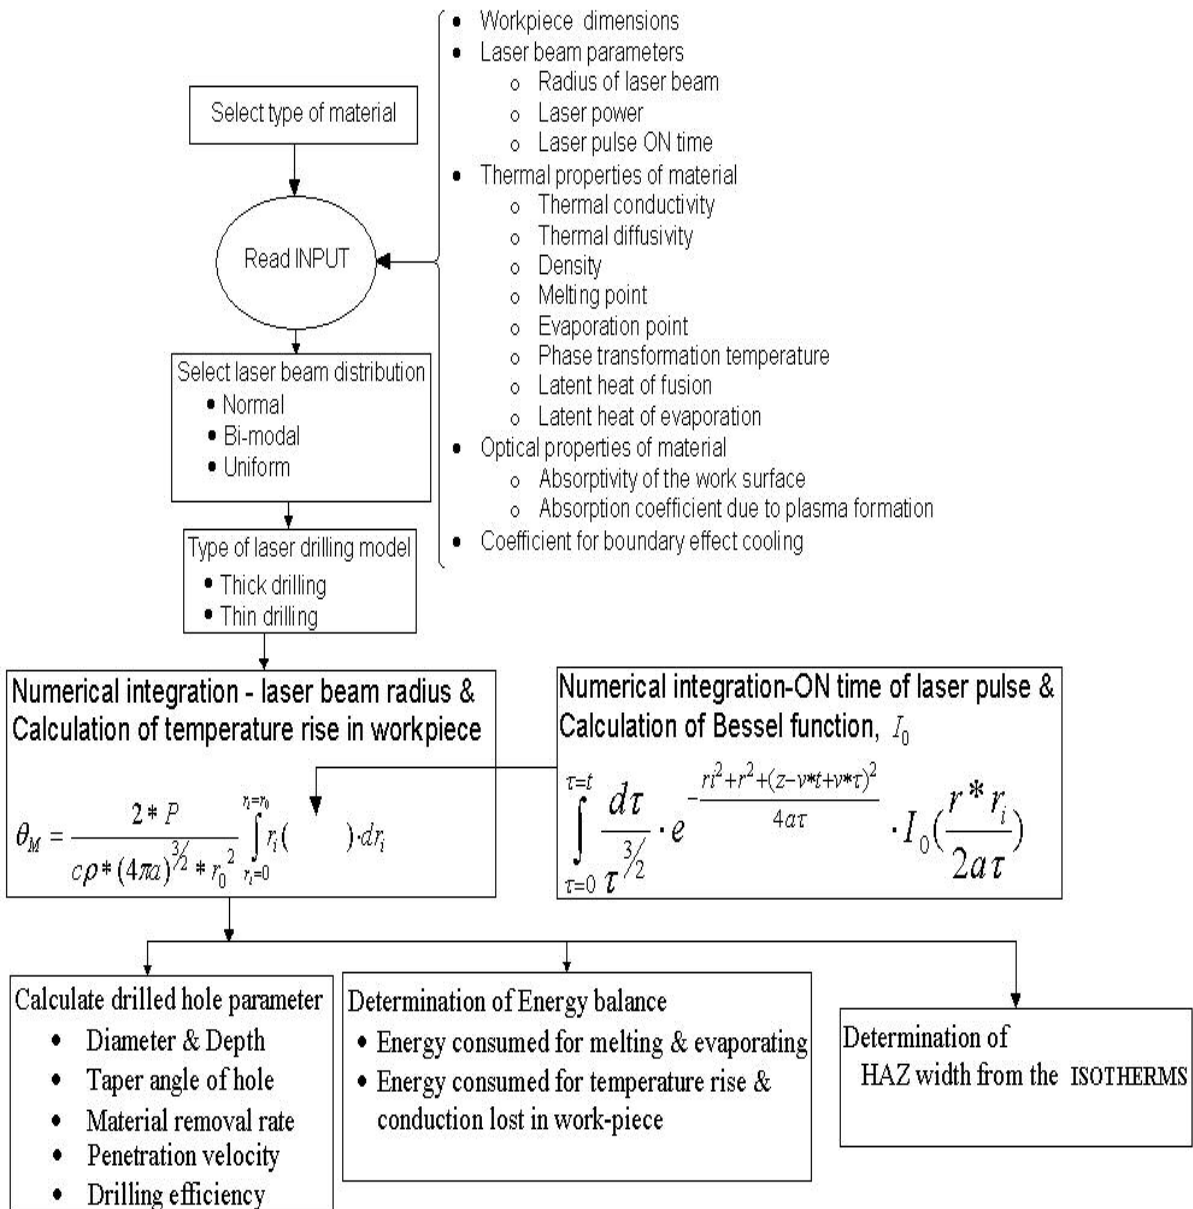 Select type of material
Read INPUT
• Workpiece dimensions
• Laser beam parameters
o Radius of laser beam
o Laser power
o Laser pulse ON time
• Thermal properties of material
o Thermal conductivity
o Thermal diffusivity
o Density
o Melting point
o Evaporation point
o Phase transformation temperature
o Latent heat of fusion
o Latent heat of evaporation
• Optical properties of material
o Absorptivity of the work surface
o Absorption coefficient due to plasma formation
• Coefficient for boundary effect cooling
Select laser beam distribution
• Normal
• Bi-modal
• Uniform
Type of laser drilling model
• Thick drilling
• Thin drilling
Numerical integration - laser beam radius &
Calculation of temperature rise in workpiece
θ_M = 2 * P / (cρ * (4πa)^(3/2) * r_0^2) ∫_{r_i=0}^{r_i=r_0} r_i( )·dr_i
Numerical integration-ON time of laser pulse &
Calculation of Bessel function, I_0
∫_{τ=0}^{τ=t} dτ / τ^(3/2) · e^(-(ri^2+r^2+(z-v*t+v*τ)^2 / 4aτ)) · I_0(r * r_i / 2aτ)
Calculate drilled hole parameter
• Diameter & Depth
• Taper angle of hole
• Material removal rate
• Penetration velocity
• Drilling efficiency
Determination of Energy balance
• Energy consumed for melting & evaporating
• Energy consumed for temperature rise &
conduction lost in work-piece
Determination of
HAZ width from the ISOTHERMS